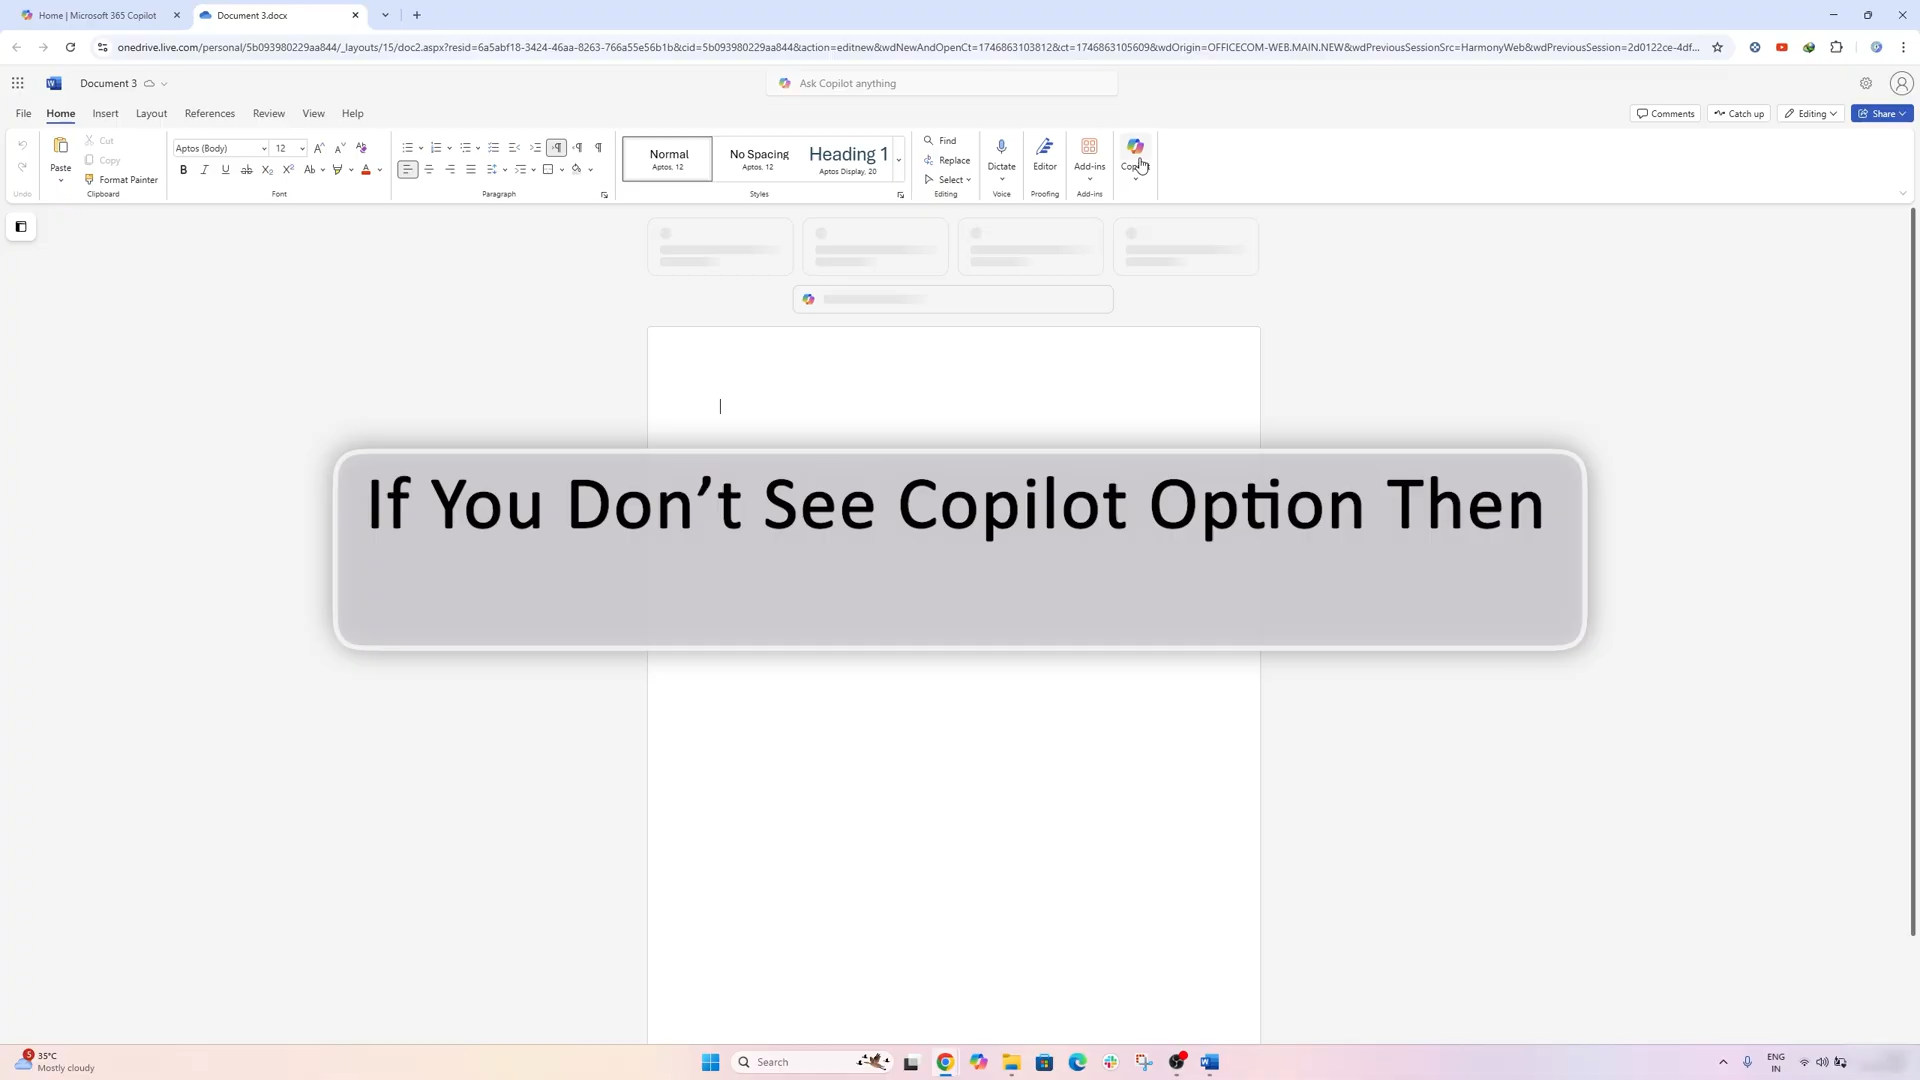 Home | Microsoft 365 Copilot
Document 3.docx
onedrive.live.com/personal/5b093980229aa844/_layouts/15/doc2.aspx?resid=6a5abf18-3424-46aa-8263-766a55e56b1b&cid=5b093980229aa844&action=editnew&wdNewAndOpenCt=1746863103812&ct=1746863105609&wdOrigin=OFFICECOM-WEB.MAIN.NEW&wdPreviousSessionSrc=HarmonyWeb&wdPreviousSession=2d0122ce-4df...
Document 3
Ask Copilot anything
File Home Insert Layout References Review View Help
Comments Catch up Editing Share
Paste
Cut
Copy
Format Painter
Aptos (Body) 12
Normal
Aptos, 12
No Spacing
Aptos, 12
Heading 1
Aptos Display, 20
Find
Replace
Select
Dictate
Editor
Add-ins
Undo Clipboard Font Paragraph Styles Editing Voice Proofing Add-ins
If You Don’t See Copilot Option Then
5
35°C
Mostly cloudy
Search
ENG
IN